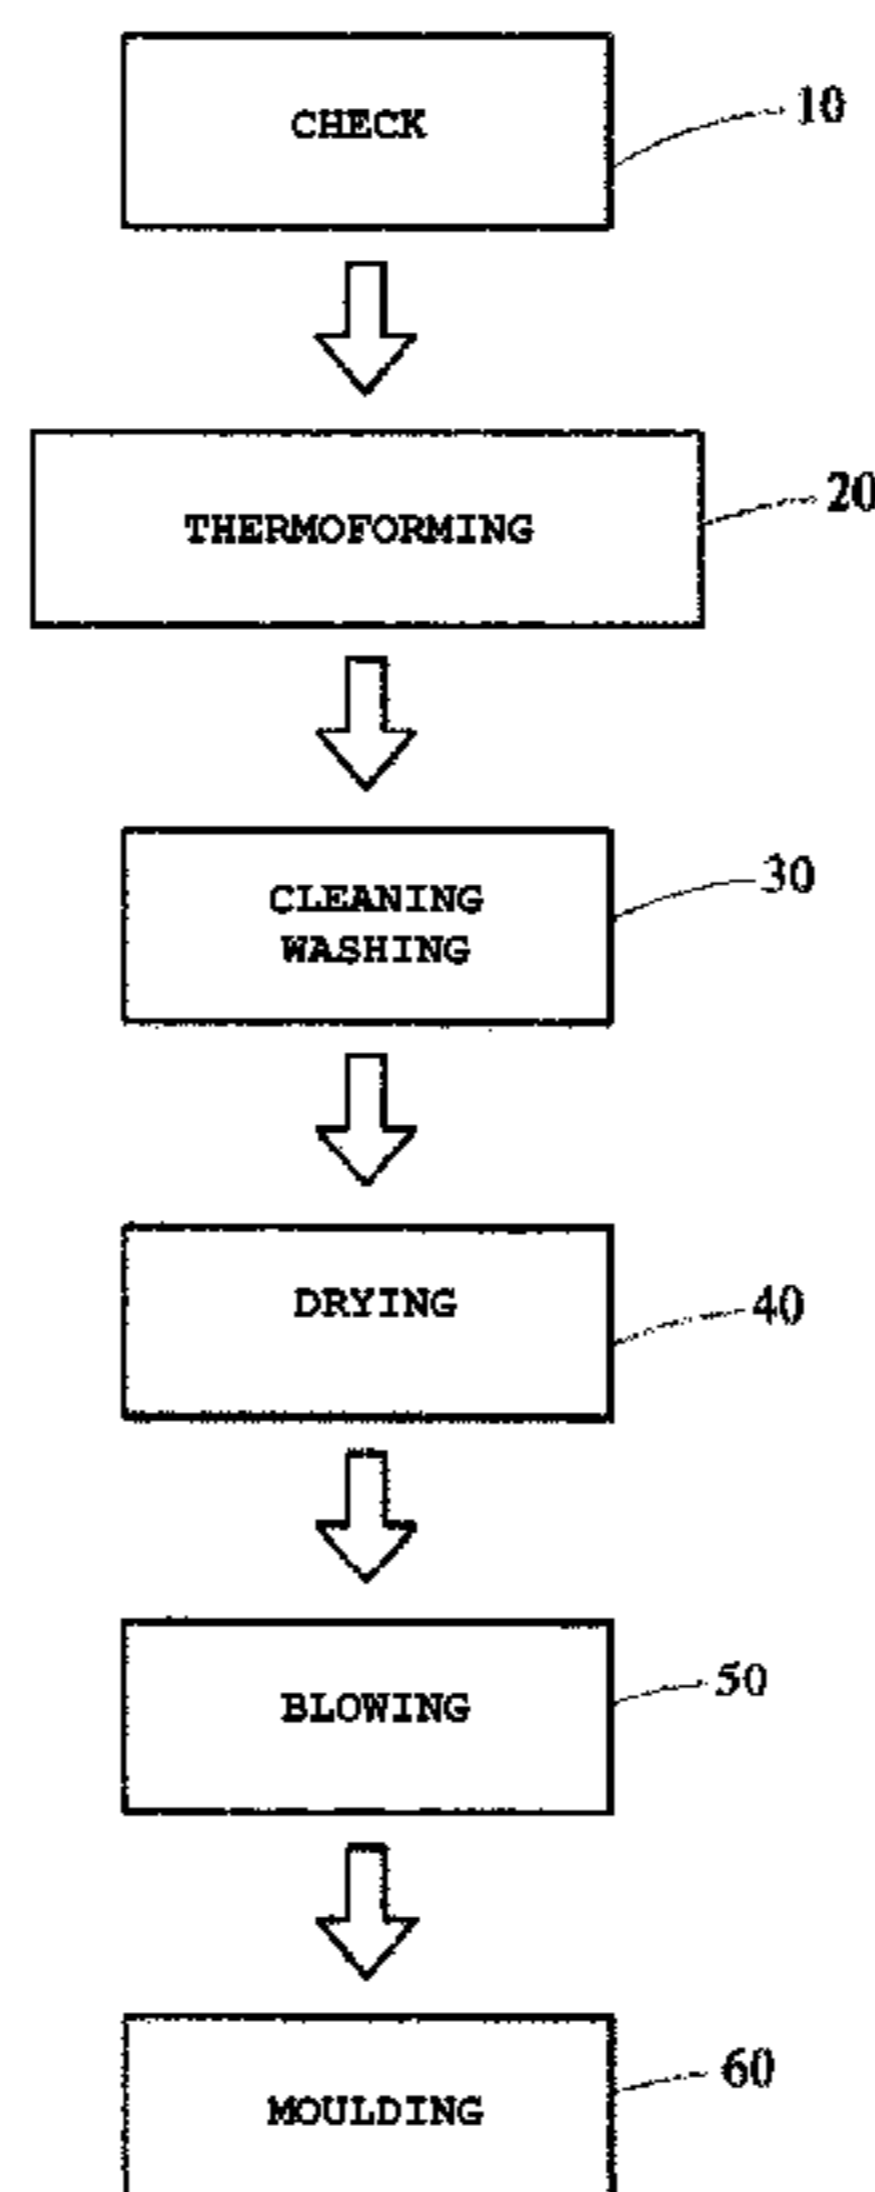 CHECK
10
THERMOFORMING
20
CLEANING
30
WASHING
DRYING
40
BLOWING
50
MOULDING
60